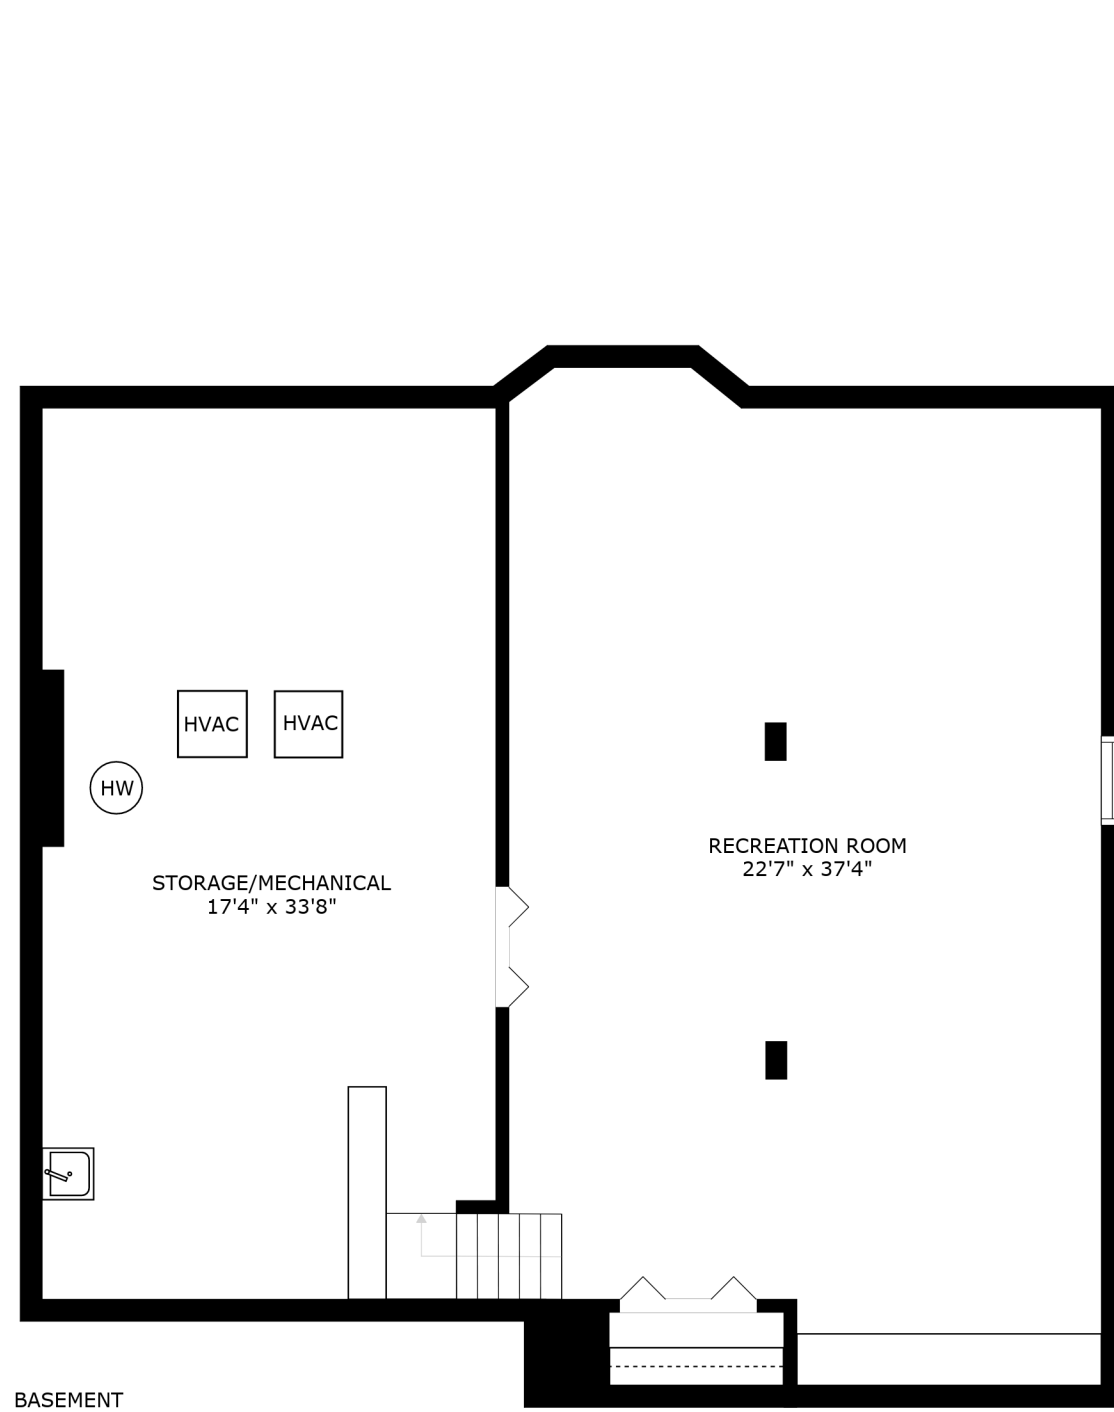 HVAC
HVAC
HW
RECREATION ROOM
22'7" x 37'4"
STORAGE/MECHANICAL
17'4" x 33'8"
BASEMENT